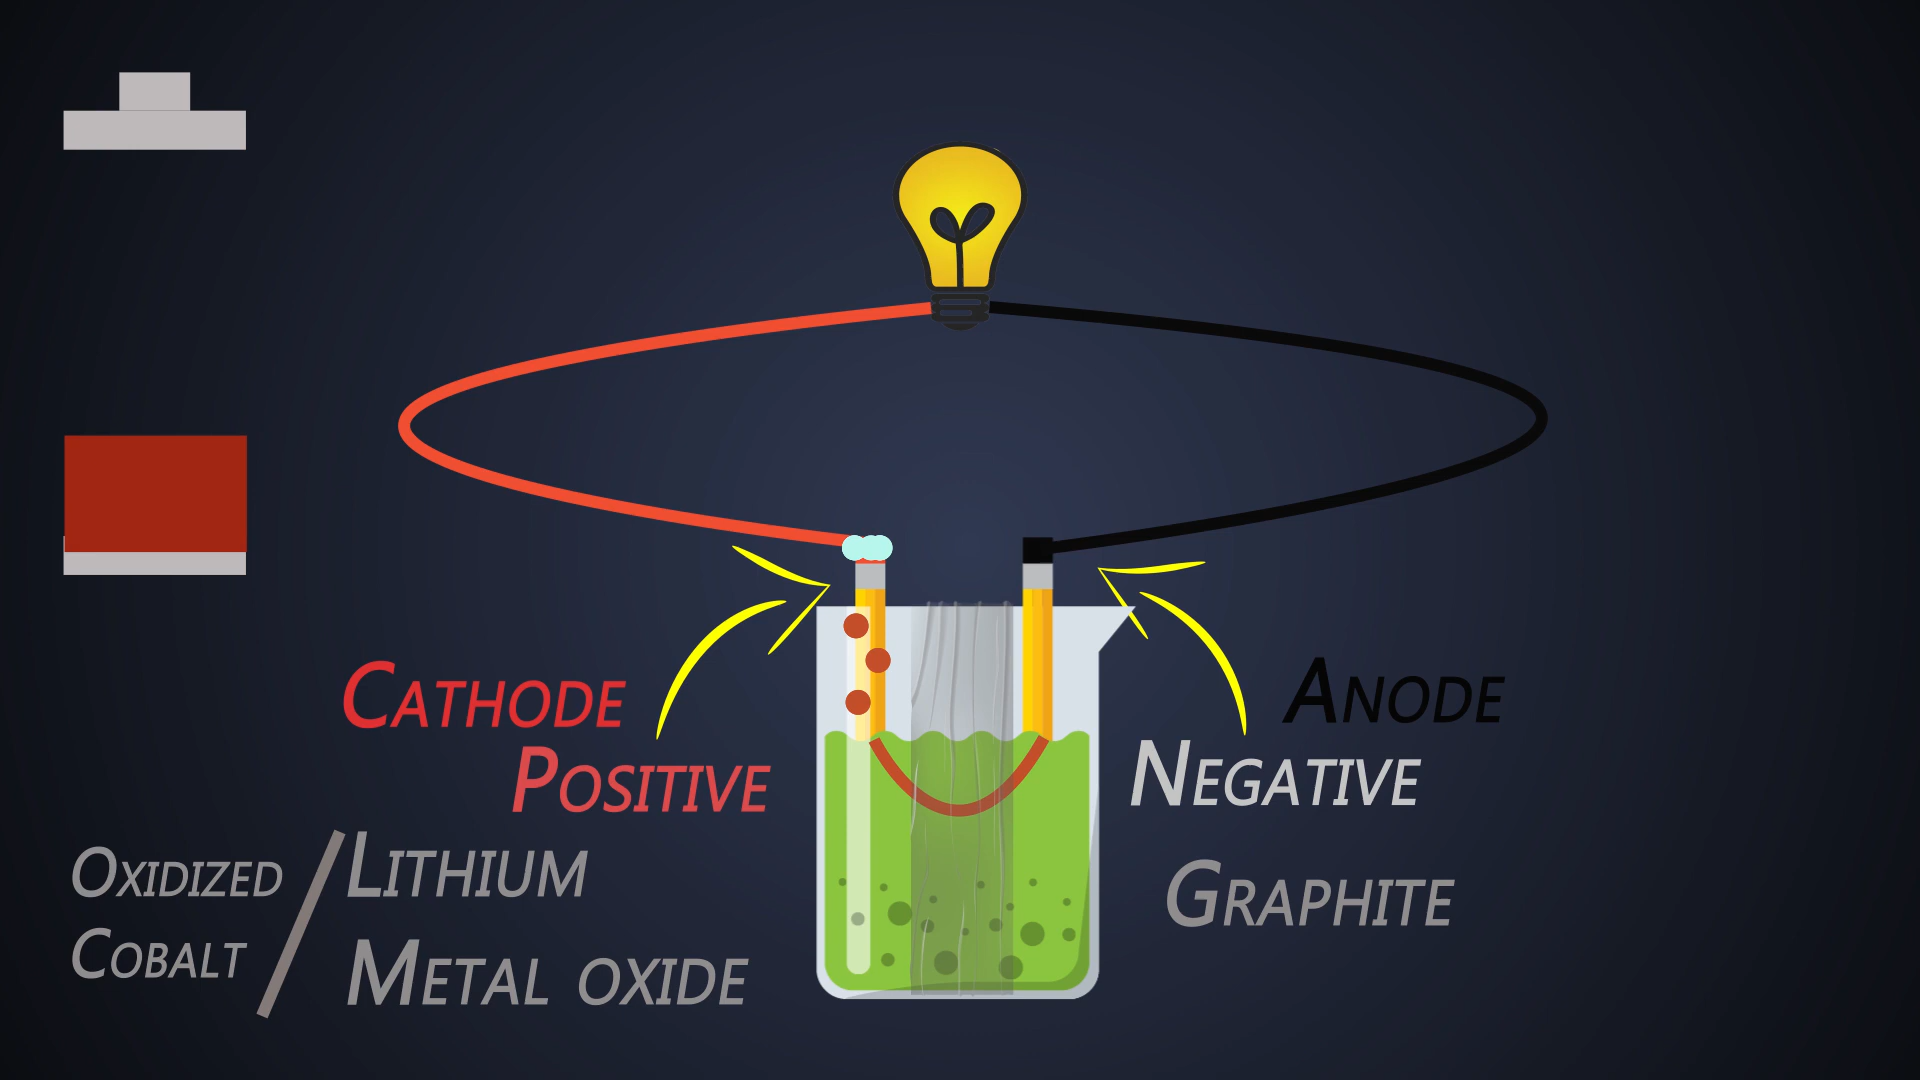 Cathode
Positive
Oxidized
Cobalt
Lithium
Metal oxide
Anode
Negative
Graphite